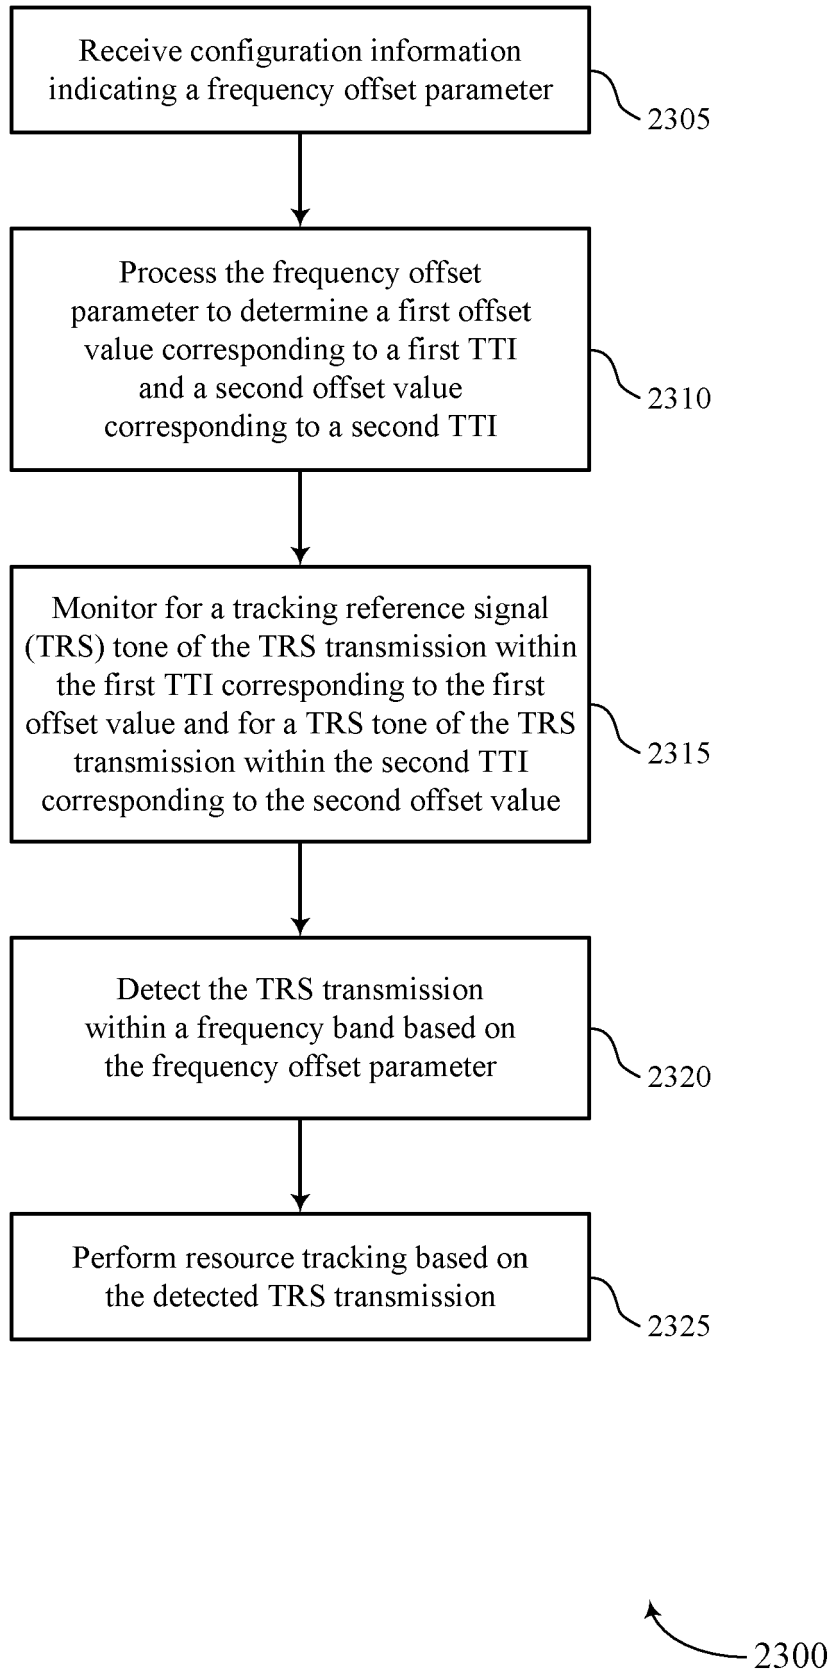 Receive configuration information
indicating a frequency offset parameter
2305
Process the frequency offset
parameter to determine a first offset
value corresponding to a first TTI
and a second offset value
corresponding to a second TTI
2310
Monitor for a tracking reference signal
(TRS) tone of the TRS transmission within
the first TTI corresponding to the first
offset value and for a TRS tone of the TRS
transmission within the second TTI
corresponding to the second offset value
2315
Detect the TRS transmission
within a frequency band based on
the frequency offset parameter
2320
Perform resource tracking based on
the detected TRS transmission
2325
2300